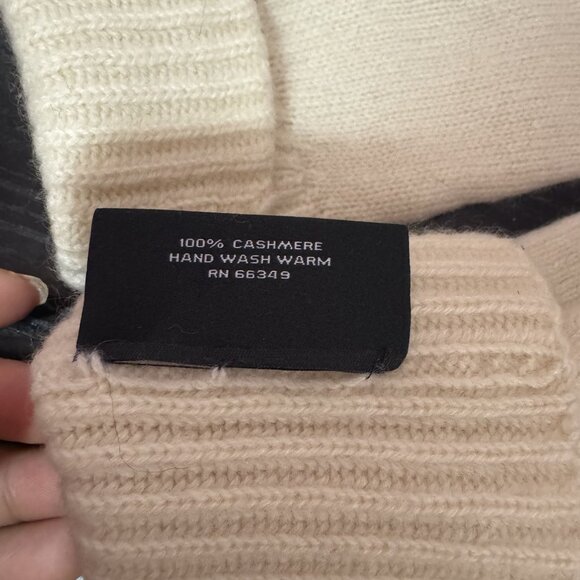 100% CASHMERE
HAND WASH WARM
RN 66349